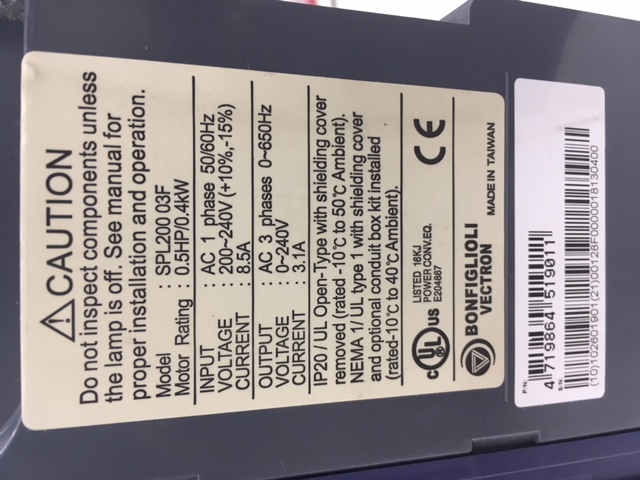 ⚠CAUTION
Do not inspect components unless
the lamp is off. See manual for
proper installation and operation.
Model : SPL200 03F
Motor Rating : 0.5HP/0.4kW
INPUT : AC 1 phase 50/60Hz
VOLTAGE : 200~240V (+10%,-15%)
CURRENT : 8.5A
OUTPUT : AC 3 phases 0~650Hz
VOLTAGE : 0~240V
CURRENT : 3.1A
IP20 / UL Open-Type with shielding cover
removed (rated -10°C to 50°C Ambient).
NEMA 1/ UL type 1 with shielding cover
and optional conduit box kit installed
(rated-10°C to 40°C Ambient).
c UL US
LISTED 16KJ
POWER CONV.EQ.
E204867
CE
BONFIGLIOLI
VECTRON
MADE IN TAIWAN
P/N:
4 719864 519011
S/N:
(10)102601901(21)00128F0000018130400